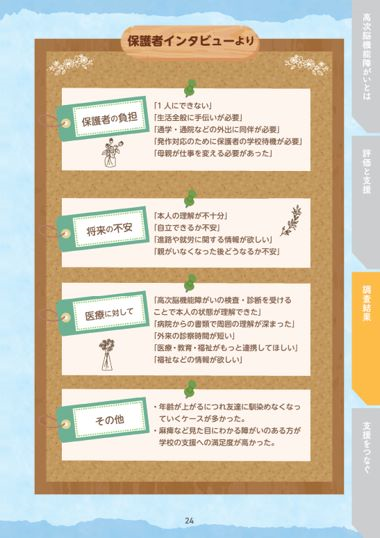 保護者インタビューより
保護者の負担
「1人にできない」
「生活全般に手伝いが必要」
「通学・通院などの外出に同伴が必要」
「発作対応のために保護者の学校待機が必要」
「母親が仕事を変える必要があった」
将来の不安
「本人の理解が不十分」
「自立できるか不安」
「進路や就労に関する情報が欲しい」
「親がいなくなった後どうなるか不安」
医療に対して
「高次脳機能障がいの検査・診断を受ける
ことで本人の状態が理解できた」
「病院からの書類で周囲の理解が深まった」
「外来の診察時間が短い」
「医療・教育・福祉がもっと連携してほしい」
「福祉などの情報が欲しい」
その他
・年齢が上がるにつれ友達に馴染めなくなっ
ていくケースが多かった。
・麻痺など見た目にわかる障がいのある方が
学校の支援への満足度が高かった。
高次脳機能障がいとは
評価と支援
調査結果
支援をつなぐ
24